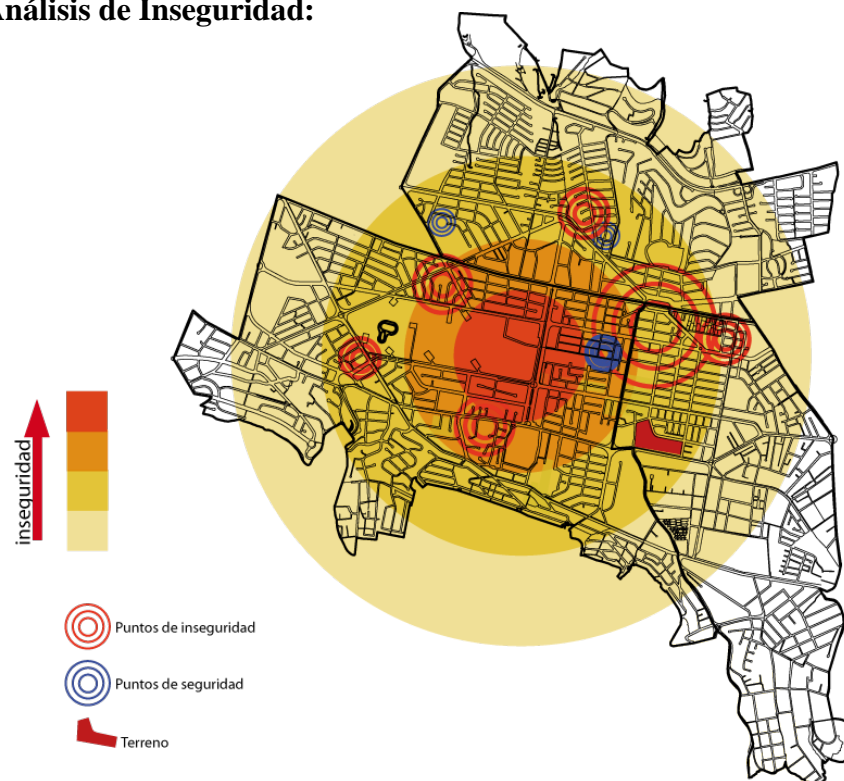 Análisis de Inseguridad:
inseguridad
Puntos de inseguridad
Puntos de seguridad
Terreno